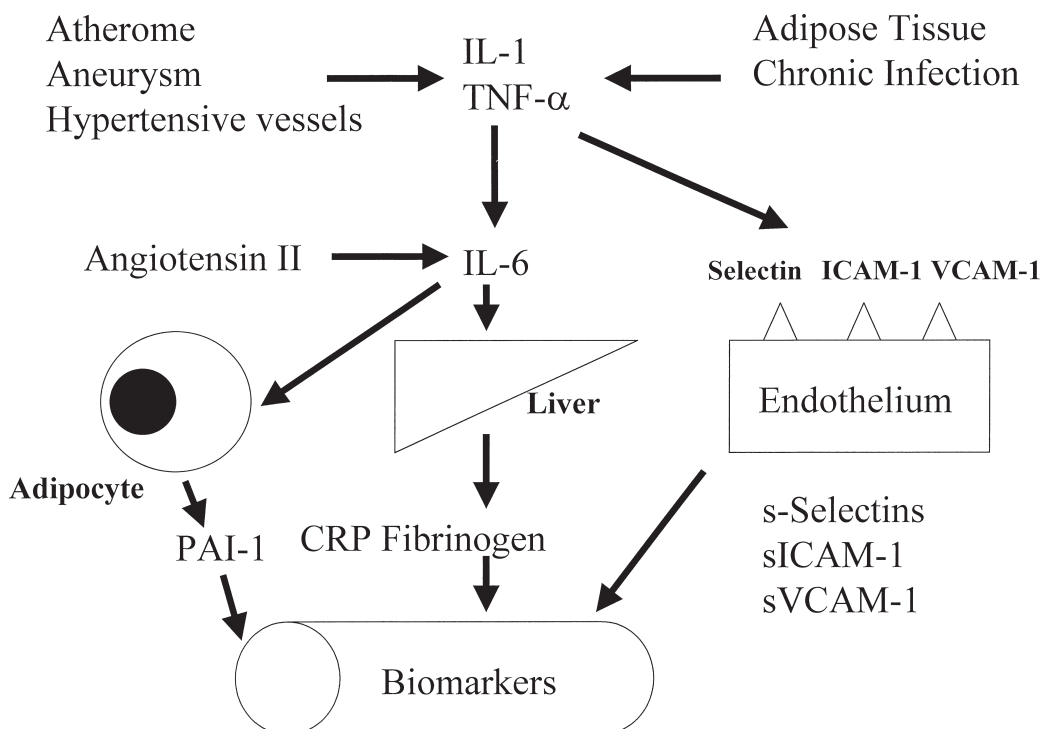 Atherome
Aneurysm
Hypertensive vessels
IL-1
TNF-α
Adipose Tissue
Chronic Infection
Angiotensin II
IL-6
Selectin ICAM-1 VCAM-1
Liver
Endothelium
Adipocyte
PAI-1
CRP Fibrinogen
s-Selectins
sICAM-1
sVCAM-1
Biomarkers